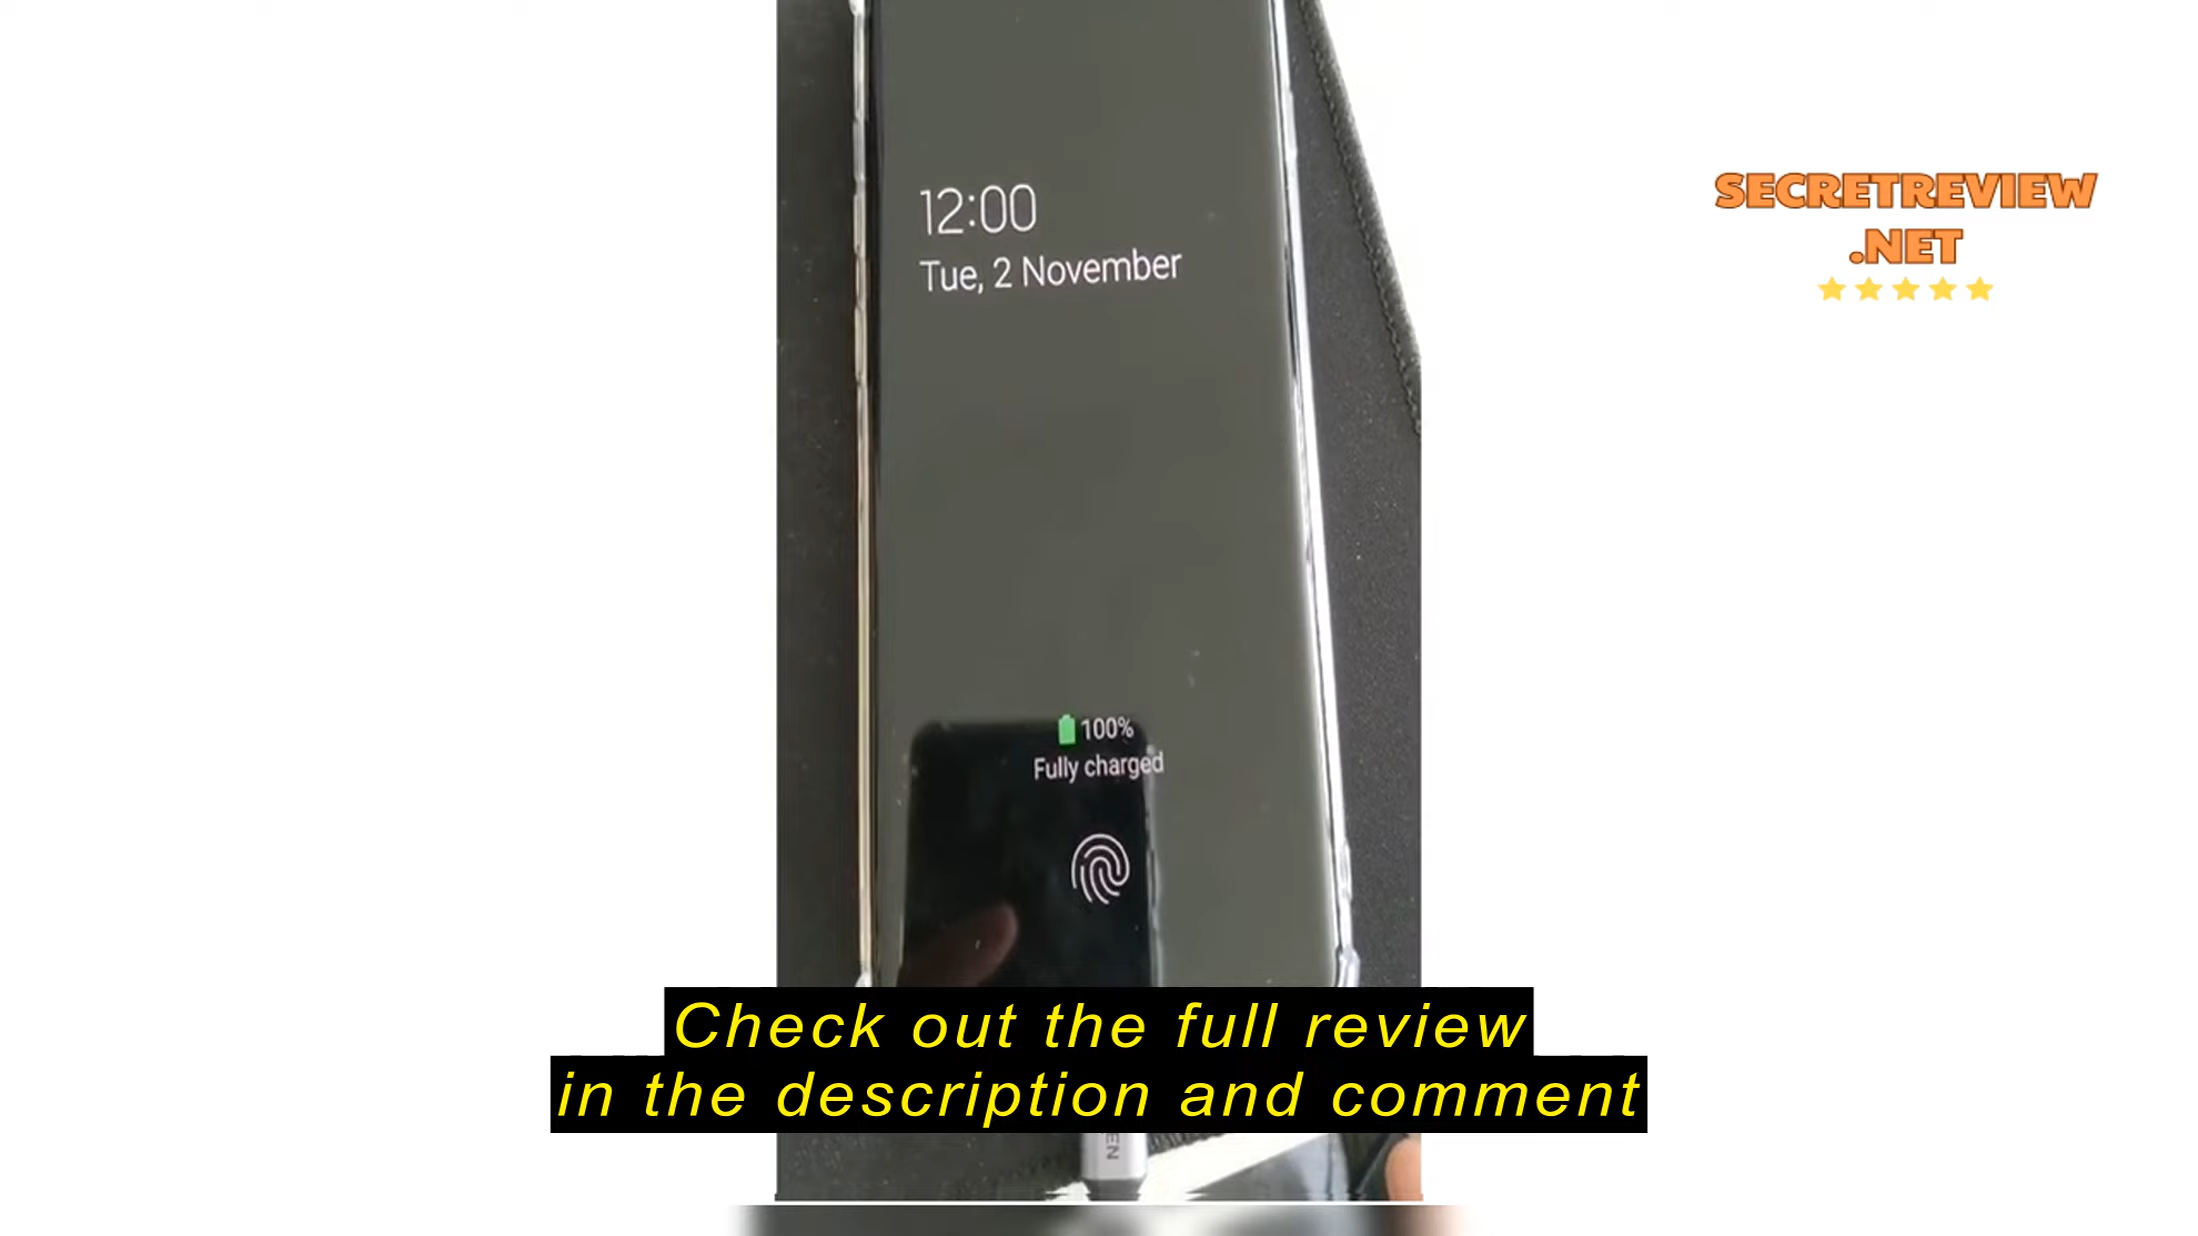 12:00
Tue, 2 November
SECRETREVIEW
.NET
100%
Fully charged
Check out the full review
in the description and comment
EEN